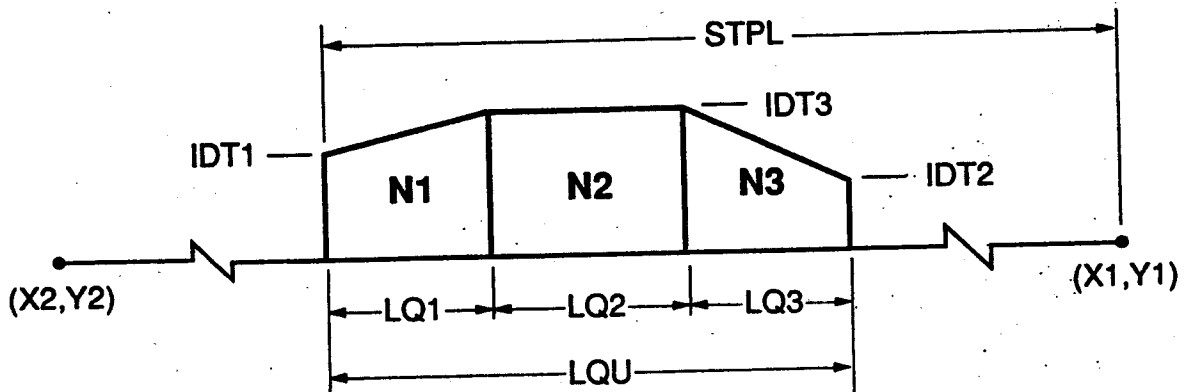 STPL
IDT3
IDT1
IDT2
N1
N2
N3
(X2,Y2)
(X1,Y1)
LQ1
LQ2
LQ3
LQU